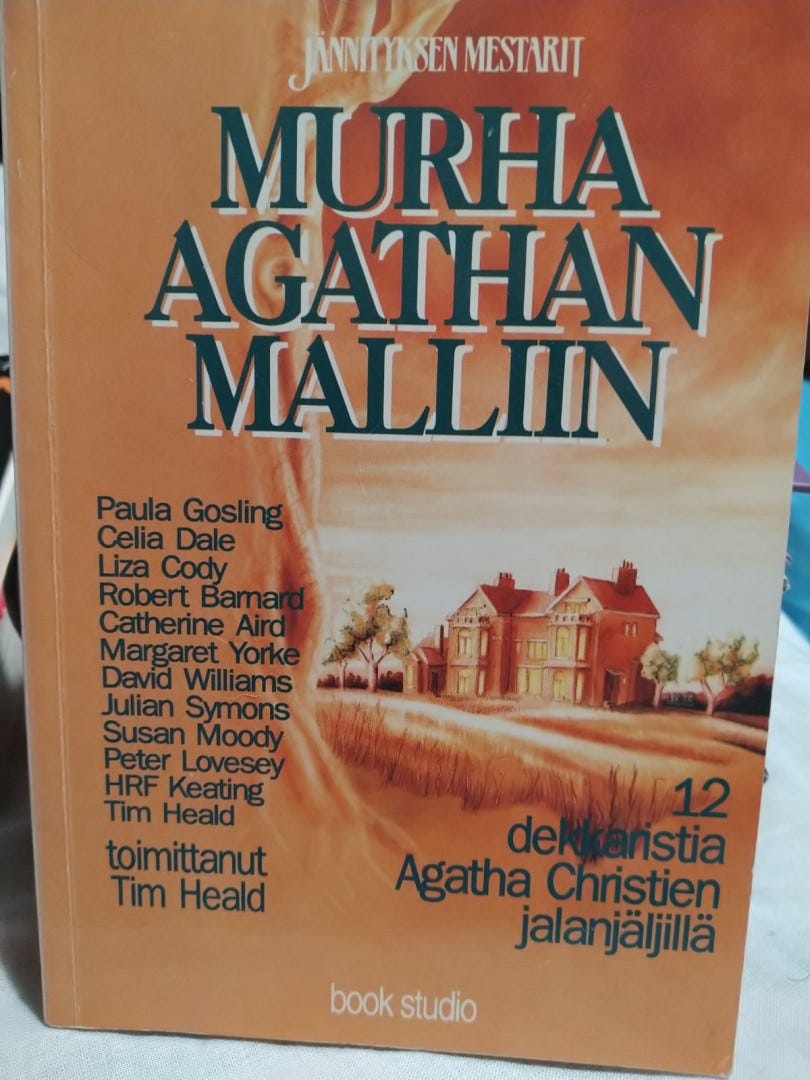 JÄNNITYKSEN MESTARIT
MURHA
AGATHAN
MALLIIN
Paula Gosling
Celia Dale
Liza Cody
Robert Barnard
Catherine Aird
Margaret Yorke
David Williams
Julian Symons
Susan Moody
Peter Lovesey
HRF Keating
Tim Heald
toimittanut
Tim Heald
12
dekkaristia
Agatha Christien
jalanjäljillä
book studio